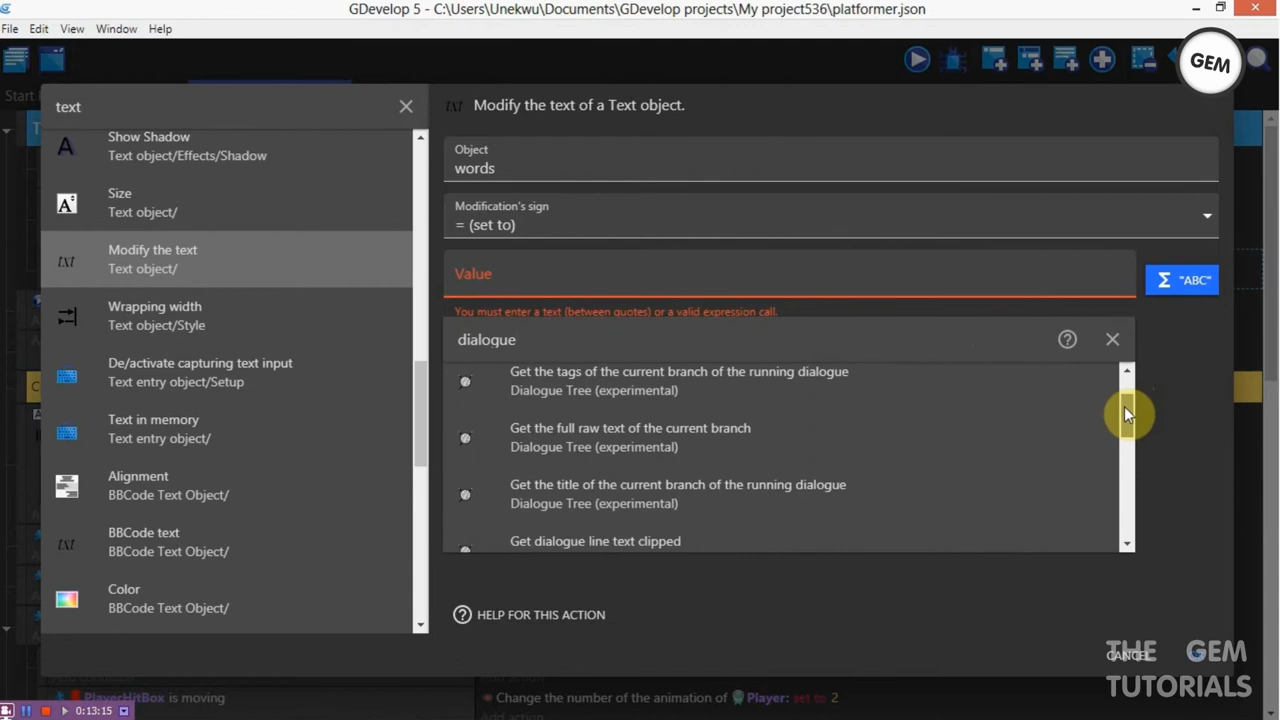 GDevelop 5 - C:\Users\Unekwu\Documents\GDevelop projects\My project536\platformer.json
File Edit View Window Help
GEM
Start
text
Modify the text of a Text object.
Show Shadow
Text object/Effects/Shadow
Size
Text object/
Modify the text
Text object/
Wrapping width
Text object/Style
De/activate capturing text input
Text entry object/Setup
Text in memory
Text entry object/
Alignment
BBCode Text Object/
BBCode text
BBCode Text Object/
Color
BBCode Text Object/
Object
words
Modification's sign
= (set to)
Value
Σ "ABC"
You must enter a text (between quotes) or a valid expression call.
dialogue
Get the tags of the current branch of the running dialogue
Dialogue Tree (experimental)
Get the full raw text of the current branch
Dialogue Tree (experimental)
Get the title of the current branch of the running dialogue
Dialogue Tree (experimental)
Get dialogue line text clipped
HELP FOR THIS ACTION
CANCEL
THE GEM
TUTORIALS
PlayerHitBox is moving
Change the number of the animation of Player: set to 2
Add action
0:13:15